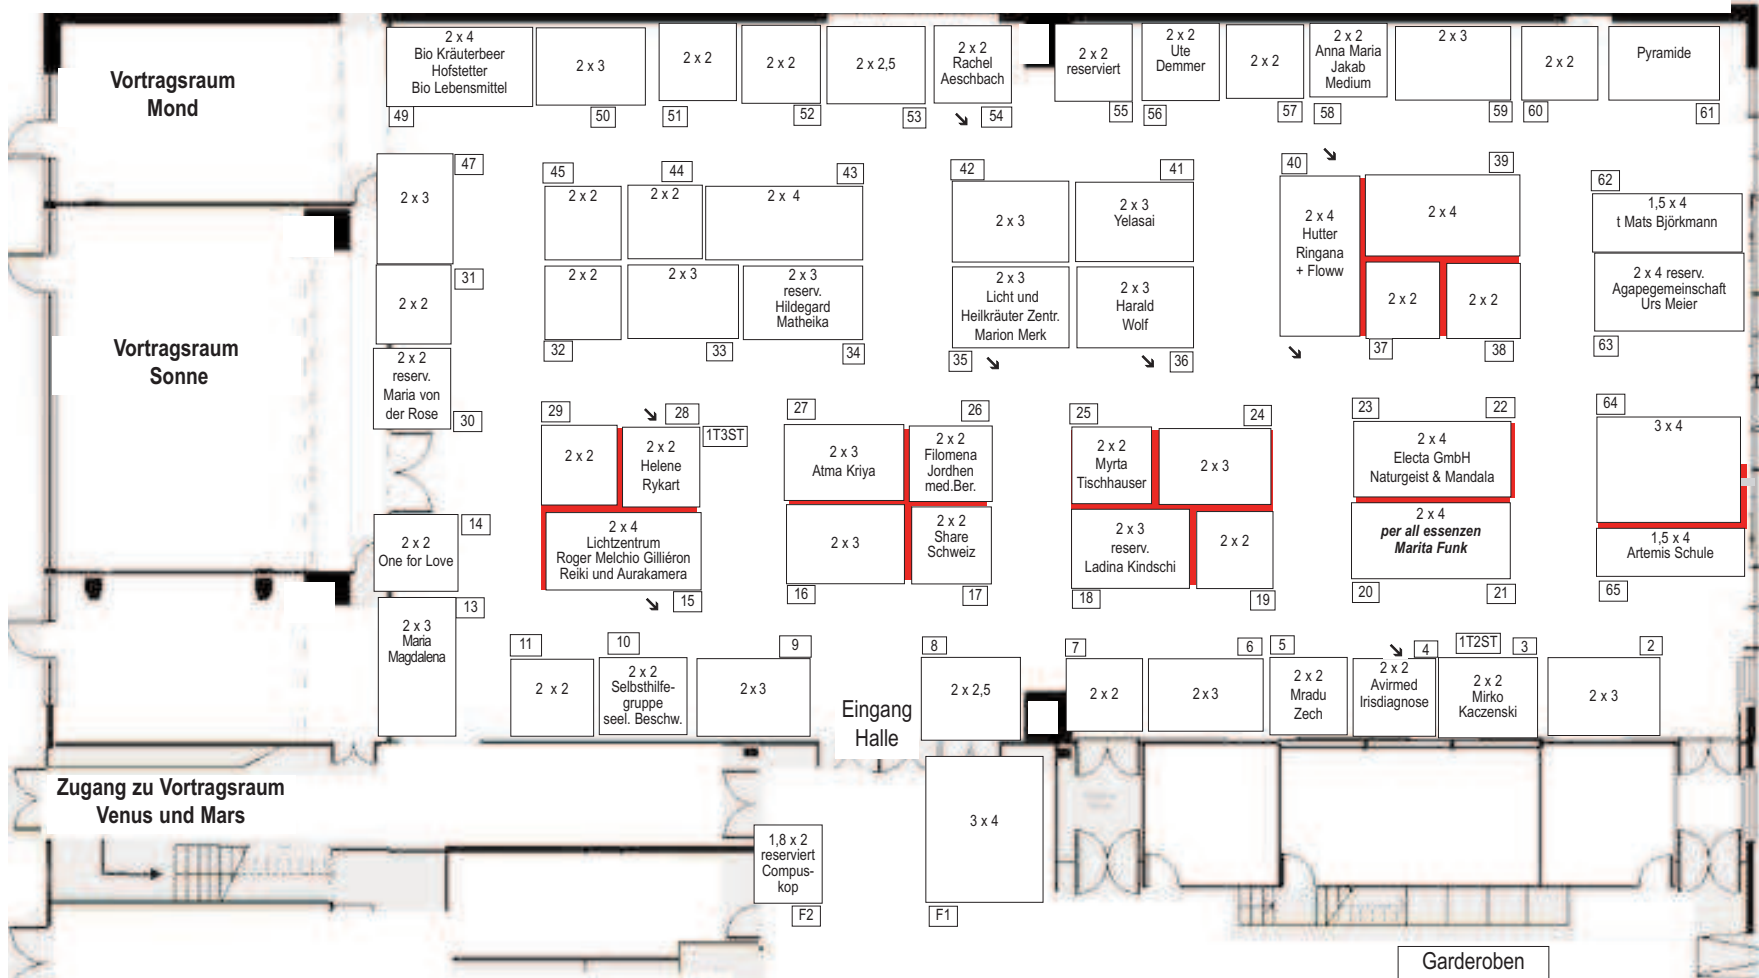 Vortragsraum
Mond
2 x 4
Bio Kräuterbeer
Hofstetter
Bio Lebensmittel
49
2 x 3
50
2 x 2
51
2 x 2
52
2 x 2,5
53
2 x 2
Rachel
Aeschbach
54
2 x 2
reserviert
55
2 x 2
Ute
Demmer
56
2 x 2
57
2 x 2
Anna Maria
Jakab
Medium
58
2 x 3
59
2 x 2
60
Pyramide
61
47
2 x 3
45
2 x 2
44
2 x 2
43
2 x 4
42
2 x 3
41
2 x 3
Yelasai
40
2 x 4
Hutter
Ringana
+ Floww
39
2 x 4
62
1,5 x 4
t Mats Björkmann
31
2 x 2
2 x 2
32
2 x 3
33
2 x 3
reserv.
Hildegard
Matheika
34
2 x 3
Licht und
Heilkräuter Zentr.
Marion Merk
35
2 x 3
Harald
Wolf
36
2 x 2
37
2 x 2
38
2 x 4 reserv.
Agapegemeinschaft
Urs Meier
63
Vortragsraum
Sonne
2 x 2
reserv.
Maria von
der Rose
30
29
2 x 2
28
1T3ST
2 x 2
Helene
Rykart
27
2 x 3
Atma Kriya
26
2 x 2
Filomena
Jordhen
med.Ber.
25
2 x 2
Myrta
Tischhauser
24
2 x 3
23
22
2 x 4
Electa GmbH
Naturgeist & Mandala
64
3 x 4
14
2 x 2
One for Love
2 x 4
Lichtzentrum
Roger Melchio Gilliéron
Reiki und Aurakamera
15
2 x 3
16
2 x 2
Share
Schweiz
17
2 x 3
reserv.
Ladina Kindschi
18
2 x 2
19
2 x 4
per all essenzen
Marita Funk
20
21
1,5 x 4
Artemis Schule
65
13
2 x 3
Maria
Magdalena
11
2 x 2
10
2 x 2
Selbsthilfe-
gruppe
seel. Beschw.
9
2 x 3
8
2 x 2,5
7
2 x 2
6
2 x 3
5
2 x 2
Mradu
Zech
4
2 x 2
Avirmed
Irisdiagnose
1T2ST
3
2 x 2
Mirko
Kaczenski
2
2 x 3
Eingang
Halle
Zugang zu Vortragsraum
Venus und Mars
1,8 x 2
reserviert
Compus-
kop
F2
3 x 4
F1
Garderoben